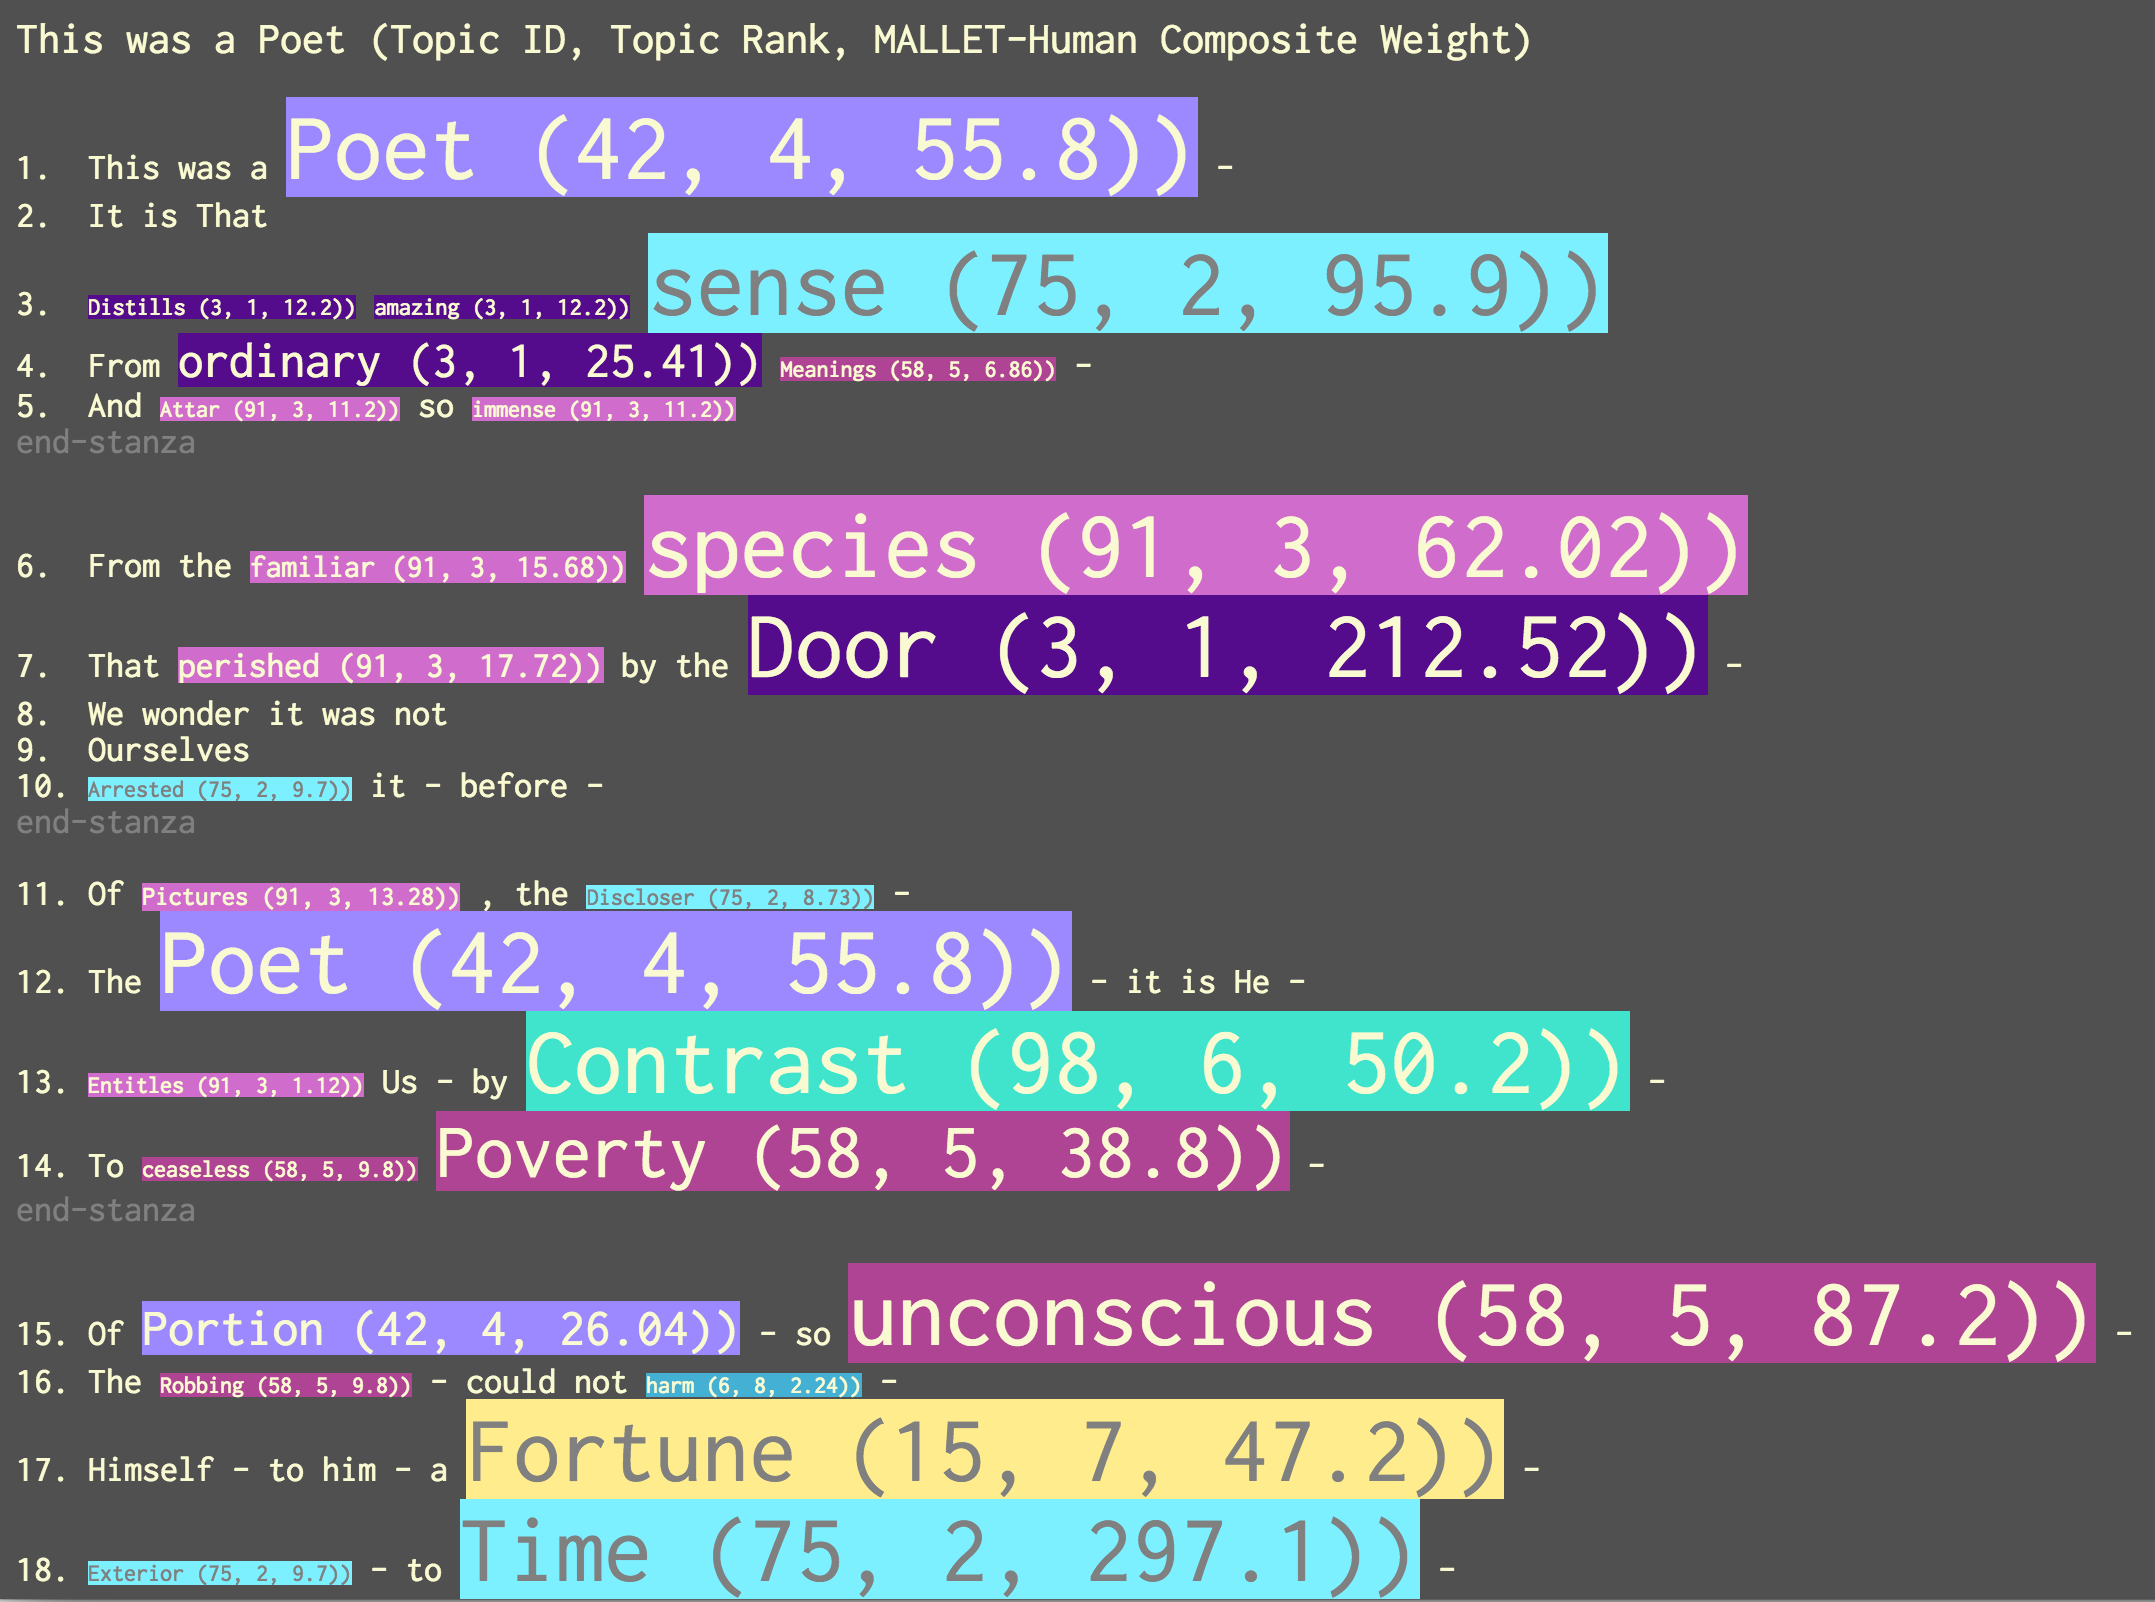 This was a Poet (Topic ID, Topic Rank, MALLET-Human Composite Weight)
1. This was a Poet (42, 4, 55.8)) -
2. It is That
3. Distills (3, 1, 12.2)) amazing (3, 1, 12.2)) sense (75, 2, 95.9))
4. From ordinary (3, 1, 25.41)) Meanings (58, 5, 6.86)) -
5. And Attar (91, 3, 11.2)) so immense (91, 3, 11.2))
end-stanza
6. From the familiar (91, 3, 15.68)) species (91, 3, 62.02))
7. That perished (91, 3, 17.72)) by the Door (3, 1, 212.52)) -
8. We wonder it was not
9. Ourselves
10. Arrested (75, 2, 9.7)) it - before -
end-stanza
11. Of Pictures (91, 3, 13.28)) , the Discloser (75, 2, 8.73)) -
12. The Poet (42, 4, 55.8)) - it is He -
13. Entitles (91, 3, 1.12)) Us - by Contrast (98, 6, 50.2)) -
14. To ceaseless (58, 5, 9.8)) Poverty (58, 5, 38.8)) -
end-stanza
15. Of Portion (42, 4, 26.04)) - so unconscious (58, 5, 87.2)) -
16. The Robbing (58, 5, 9.8)) - could not harm (6, 8, 2.24)) -
17. Himself - to him - a Fortune (15, 7, 47.2)) -
18. Exterior (75, 2, 9.7)) - to Time (75, 2, 297.1)) -